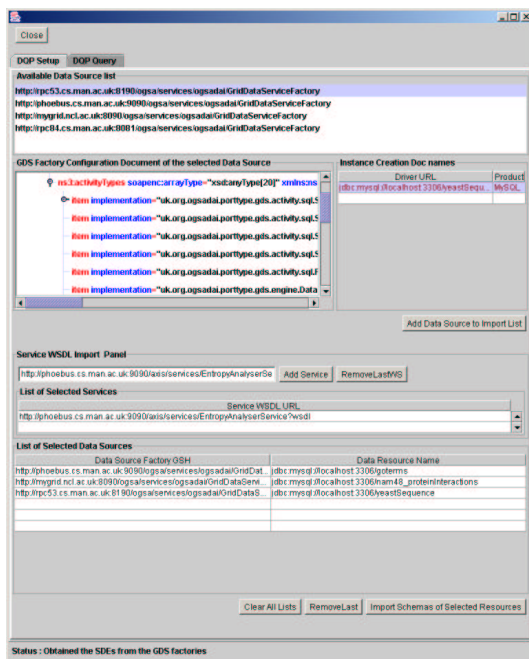 Close
DQP Setup DQP Query
Available Data Source list
http://rpc53.cs.man.ac.uk:8190/ogsa/services/ogsadai/GridDataServiceFactory
http://phoebus.cs.man.ac.uk:9090/ogsa/services/ogsadai/GridDataServiceFactory
http://mygrid.ncl.ac.uk:8090/ogsa/services/ogsadai/GridDataServiceFactory
http://rpc84.cs.man.ac.uk:8081/ogsa/services/ogsadai/GridDataServiceFactory
GDS Factory Configuration Document of the selected Data Source
ns3:activityTypes soapenc:arrayType="xsd:anyType[20]" xmlns:ns
item implementation="uk.org.ogsadai.porttype.gds.activity.sql.S
item implementation="uk.org.ogsadai.porttype.gds.activity.sql.S
item implementation="uk.org.ogsadai.porttype.gds.activity.sql.S
item implementation="uk.org.ogsadai.porttype.gds.activity.sql.F
item implementation="uk.org.ogsadai.porttype.gds.engine.Data
Instance Creation Doc names
Driver URL Product
jdbc:mysql://localhost:3306/yeastSequ... MySQL
Add Data Source to Import List
Service WSDL Import Panel
http://phoebus.cs.man.ac.uk:9090/axis/services/EntropyAnalyserSe Add Service RemoveLastWS
List of Selected Services
Service WSDL URL
http://phoebus.cs.man.ac.uk:9090/axis/services/EntropyAnalyserService?wsdl
List of Selected Data Sources
Data Source Factory GSH Data Resource Name
http://phoebus.cs.man.ac.uk:9090/ogsa/services/ogsadai/GridDat... jdbc:mysql://localhost:3306/goterms
http://mygrid.ncl.ac.uk:8090/ogsa/services/ogsadai/GridDataServi... jdbc:mysql://localhost:3306/nam48_proteinInteractions
http://rpc53.cs.man.ac.uk:8190/ogsa/services/ogsadai/GridDataS... jdbc:mysql://localhost:3306/yeastSequence
Clear All Lists RemoveLast Import Schemas of Selected Resources
Status : Obtained the SDEs from the GDS factories